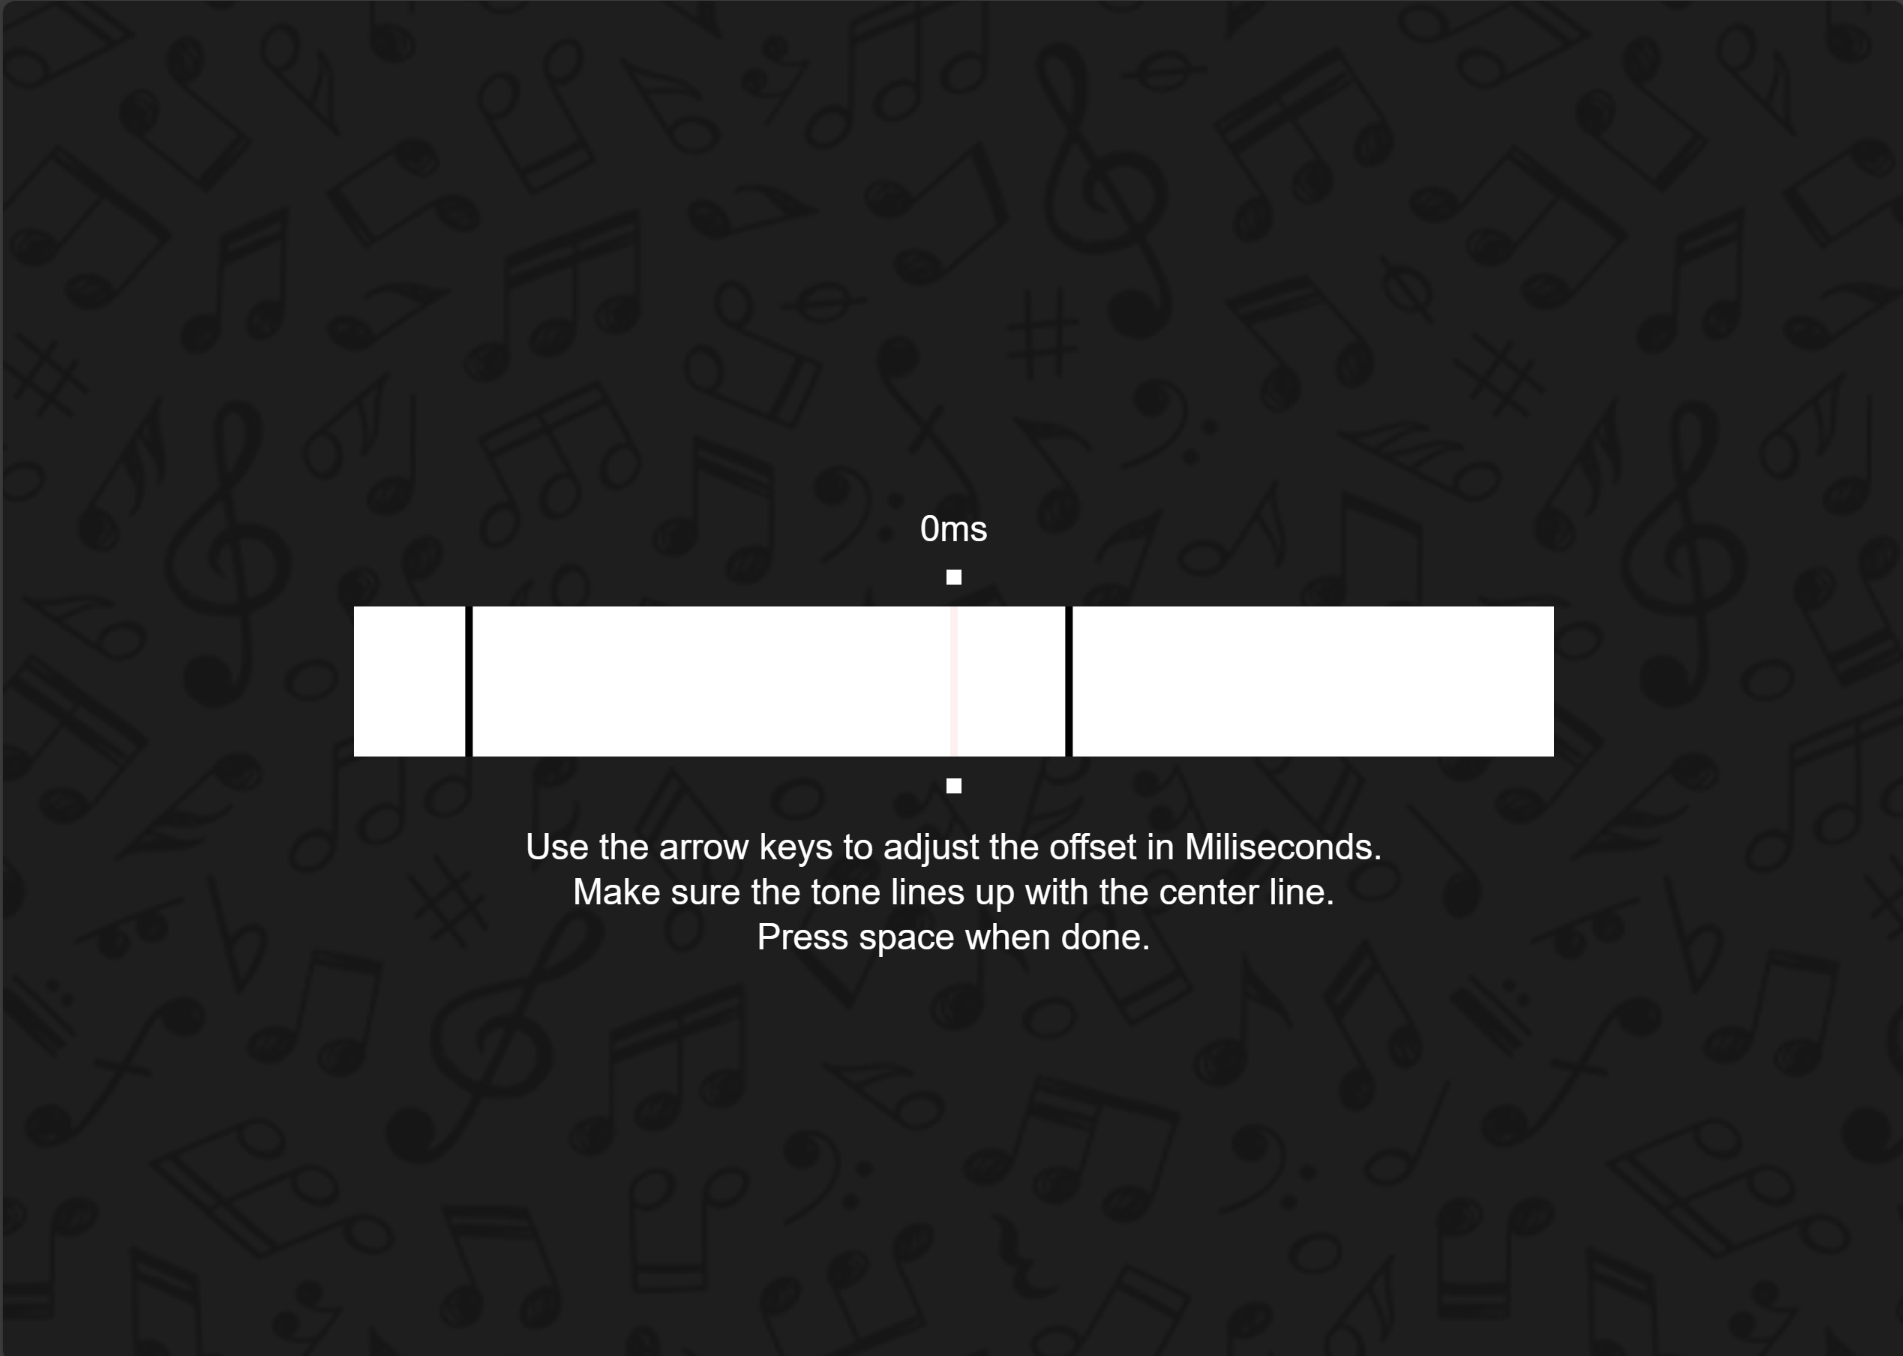 0ms
Use the arrow keys to adjust the offset in Miliseconds.
Make sure the tone lines up with the center line.
Press space when done.